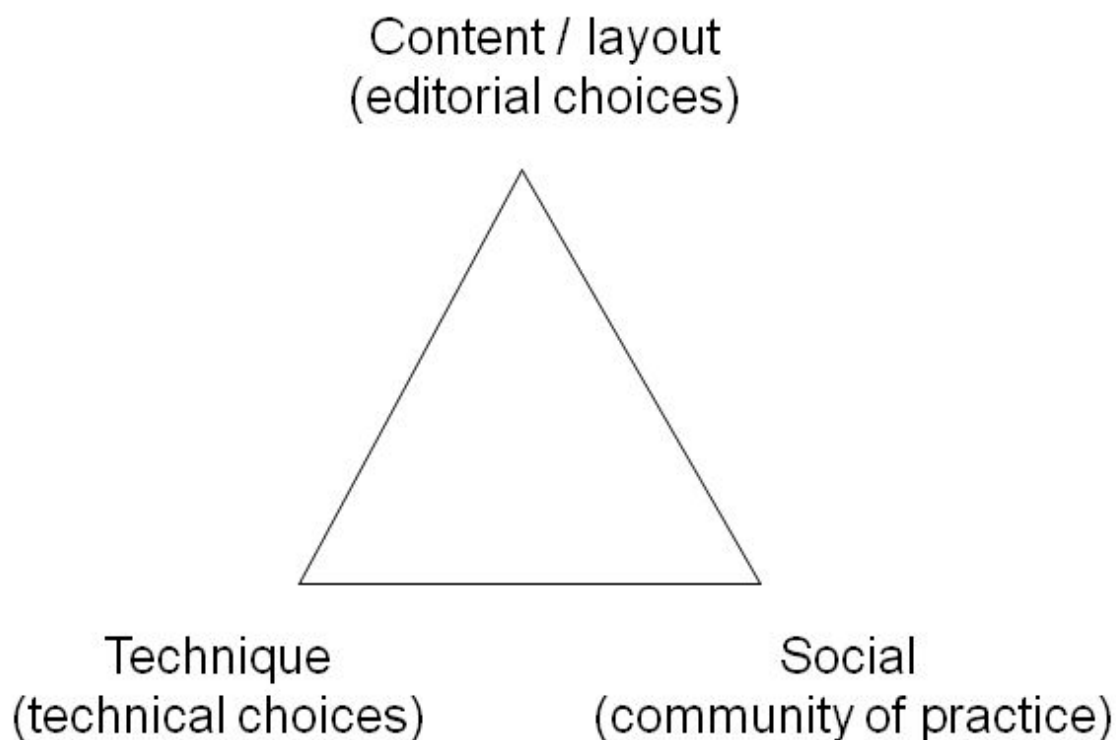 Content / layout
(editorial choices)
Technique
(technical choices)
Social
(community of practice)